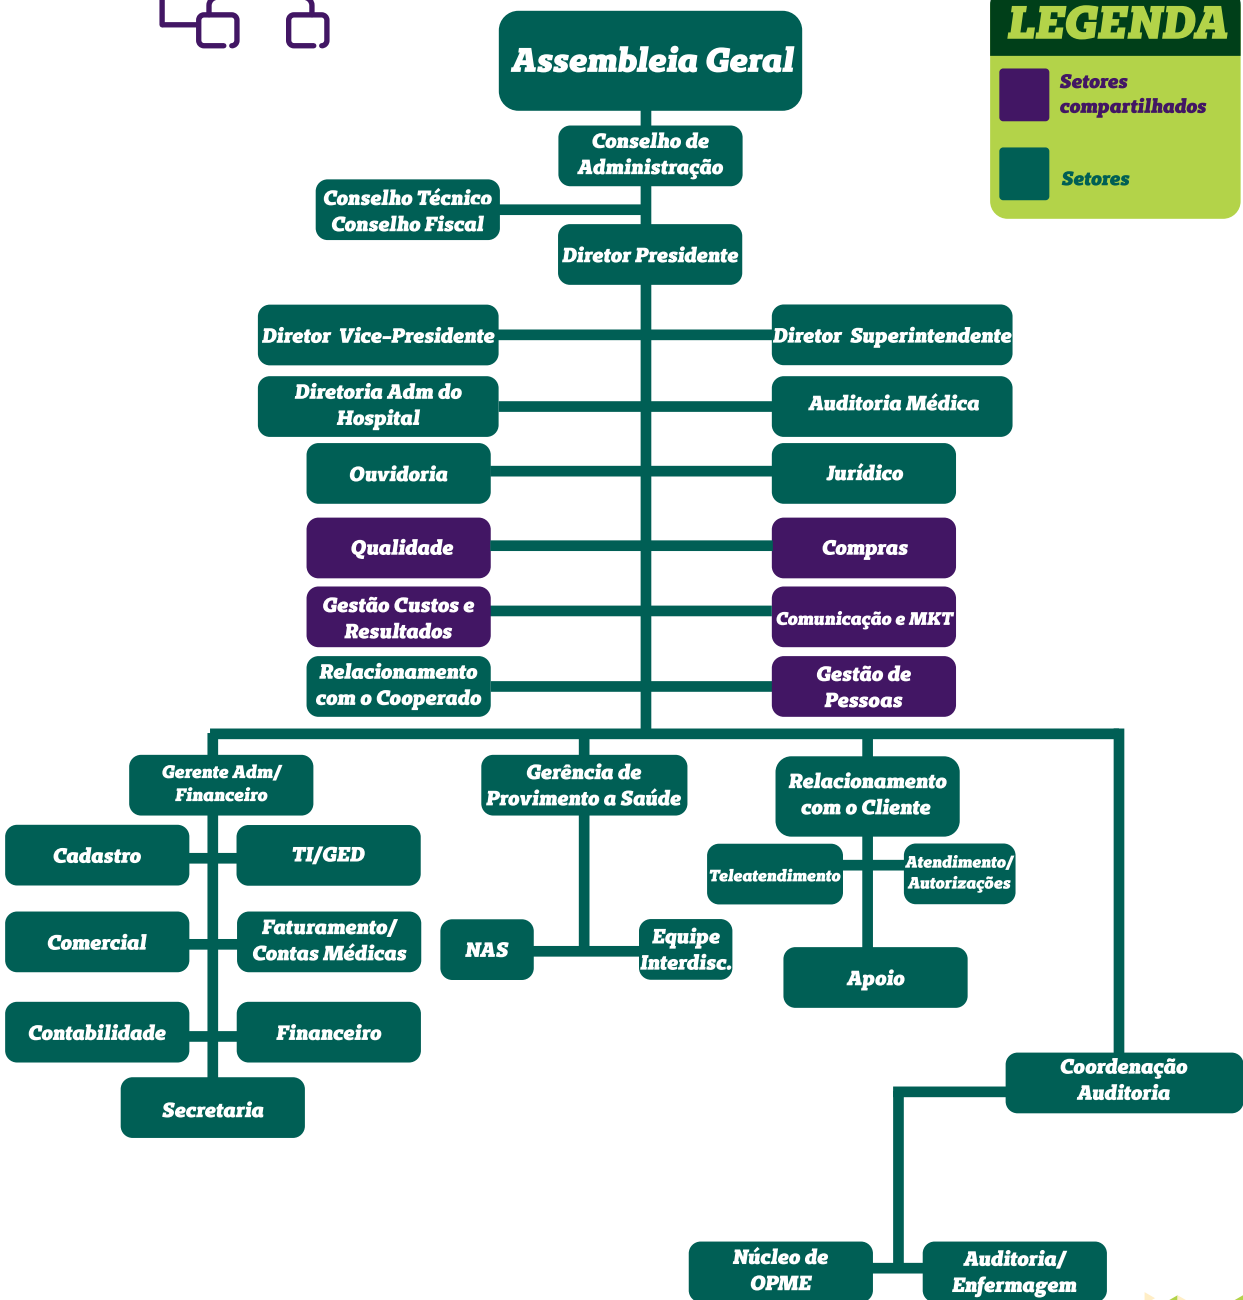 Assembleia Geral
LEGENDA
Setores
compartilhados
Setores
Conselho de
Administração
Conselho Técnico
Conselho Fiscal
Diretor Presidente
Diretor Vice-Presidente
Diretor Superintendente
Diretoria Adm do
Hospital
Auditoria Médica
Ouvidoria
Jurídico
Qualidade
Compras
Gestão Custos e
Resultados
Comunicação e MKT
Relacionamento
com o Cooperado
Gestão de
Pessoas
Gerente Adm/
Financeiro
Gerência de
Provimento a Saúde
Relacionamento
com o Cliente
Cadastro
TI/GED
Teleatendimento
Atendimento/
Autorizações
Comercial
Faturamento/
Contas Médicas
NAS
Equipe
Interdisc.
Apoio
Contabilidade
Financeiro
Secretaria
Coordenação
Auditoria
Núcleo de
OPME
Auditoria/
Enfermagem